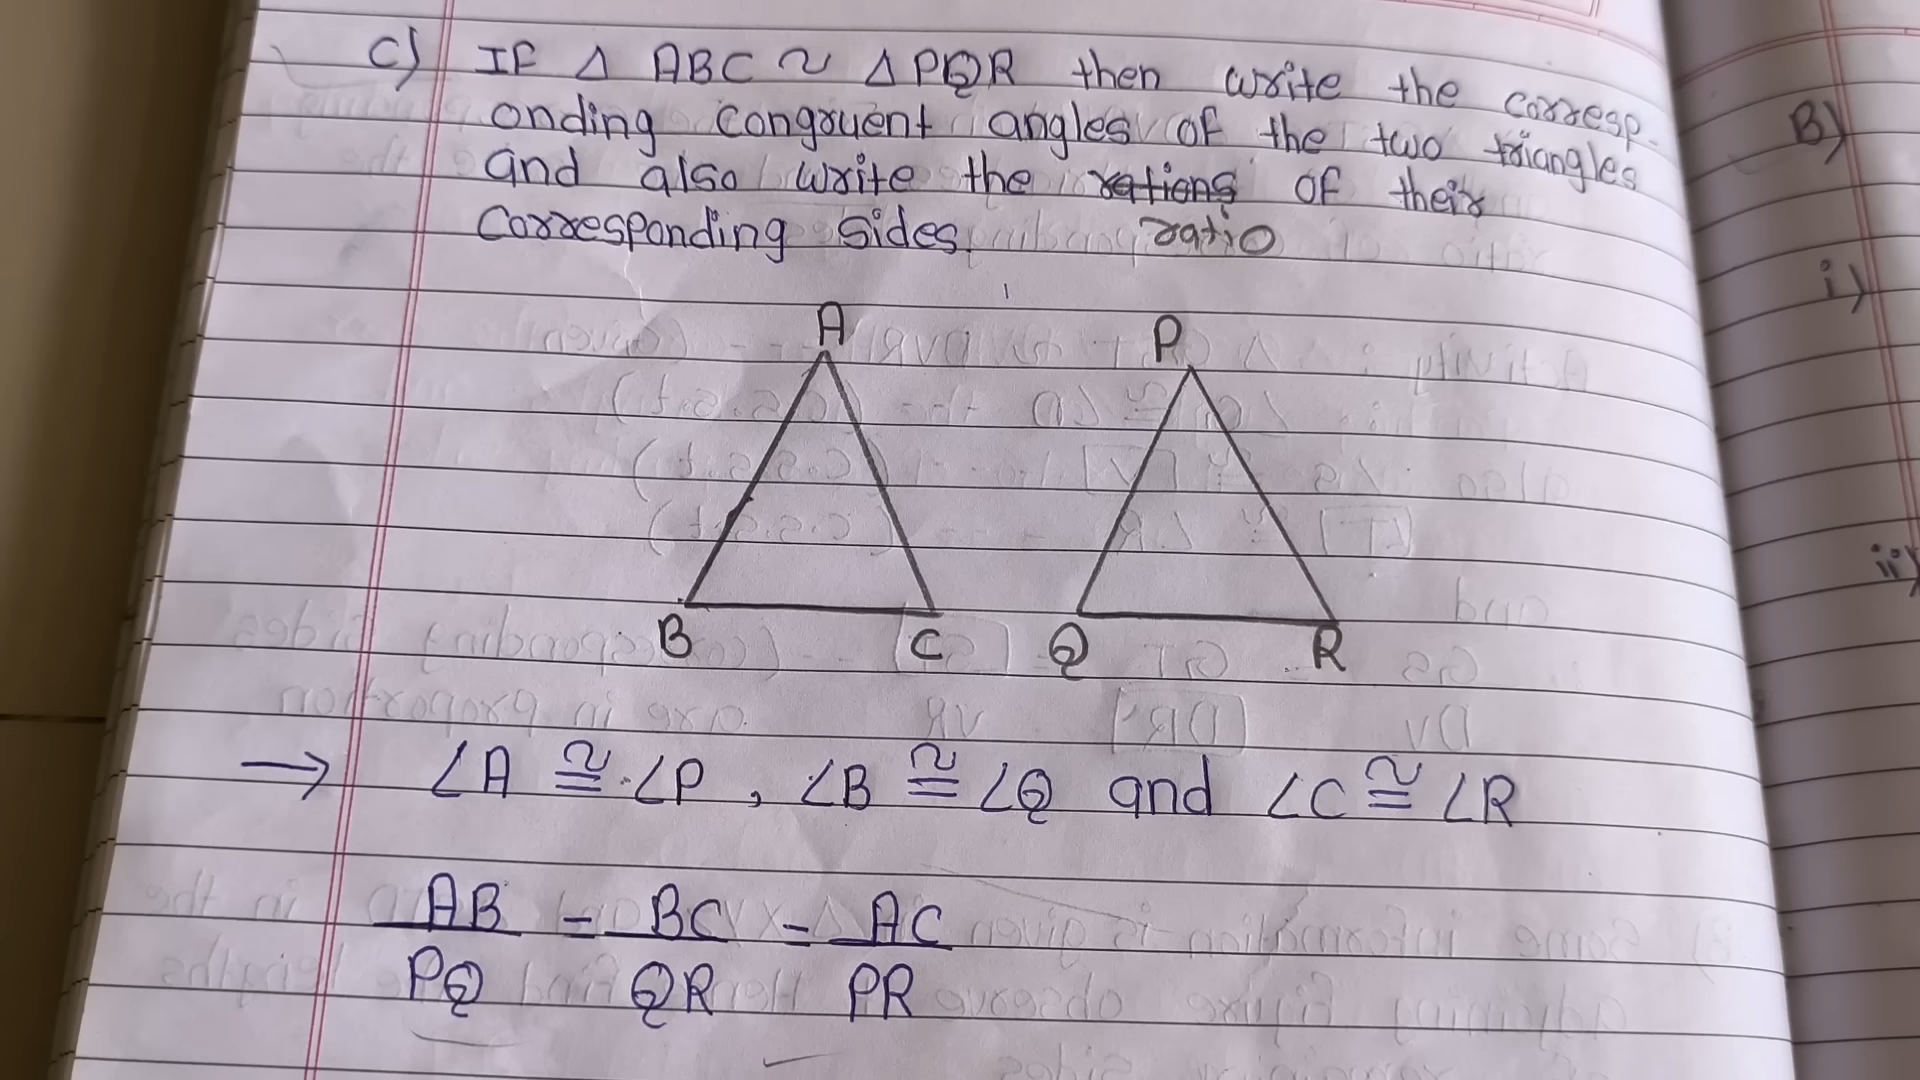 C) IF Δ ABC ~ Δ PQR then write the corresp-
onding congruent angles of the two triangles
and also write the rations of their
Corresponding sides. ratio
A P
B C Q R
→ ∠A ≅ ∠P, ∠B ≅ ∠Q and ∠C ≅ ∠R
AB = BC = AC
PQ QR PR
B)
i)
ii)